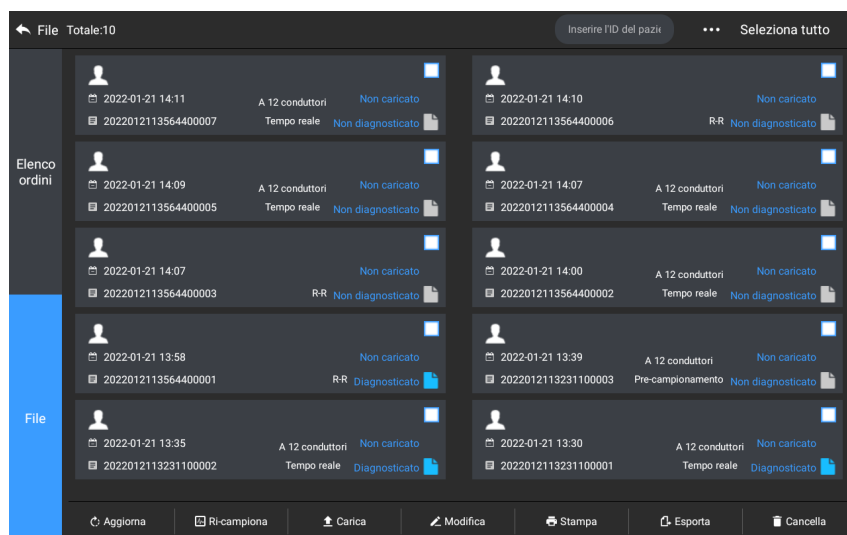 File Totale:10 Inserire l'ID del pazie ••• Seleziona tutto
Elenco
ordini
File
2022-01-21 14:11 A 12 conduttori Non caricato
2022012113564400007 Tempo reale Non diagnosticato
2022-01-21 14:10 Non caricato
2022012113564400006 R-R Non diagnosticato
2022-01-21 14:09 A 12 conduttori Non caricato
2022012113564400005 Tempo reale Non diagnosticato
2022-01-21 14:07 A 12 conduttori Non caricato
2022012113564400004 Tempo reale Non diagnosticato
2022-01-21 14:07 Non caricato
2022012113564400003 R-R Non diagnosticato
2022-01-21 14:00 A 12 conduttori Non caricato
2022012113564400002 Tempo reale Non diagnosticato
2022-01-21 13:58 Non caricato
2022012113564400001 R-R Diagnosticato
2022-01-21 13:39 A 12 conduttori Non caricato
2022012113231100003 Pre-campionamento Non diagnosticato
2022-01-21 13:35 A 12 conduttori Non caricato
2022012113231100002 Tempo reale Diagnosticato
2022-01-21 13:30 A 12 conduttori Non caricato
2022012113231100001 Tempo reale Diagnosticato
Aggiorna Ri-campiona Carica Modifica Stampa Esporta Cancella